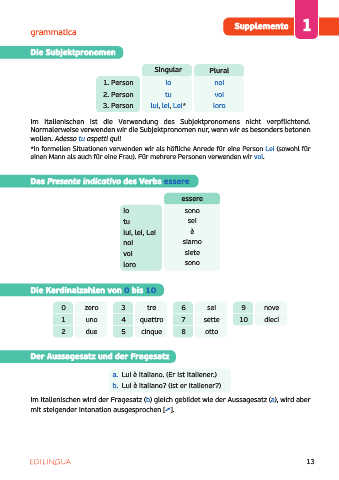 grammatica
Supplemento 1
Die Subjektpronomen
Singular Plural
1. Person io noi
2. Person tu voi
3. Person lui, lei, Lei* loro
Im Italienischen ist die Verwendung des Subjektpronomens nicht verpflichtend.
Normalerweise verwenden wir die Subjektpronomen nur, wenn wir es besonders betonen
wollen. Adesso tu aspetti qui!
*In formellen Situationen verwenden wir als höfliche Anrede für eine Person Lei (sowohl für
einen Mann als auch für eine Frau). Für mehrere Personen verwenden wir voi.
Das Presente indicativo des Verbs essere
essere
io sono
tu sei
lui, lei, Lei è
noi siamo
voi siete
loro sono
Die Kardinalzahlen von 0 bis 10
0 zero 3 tre 6 sei 9 nove
1 uno 4 quattro 7 sette 10 dieci
2 due 5 cinque 8 otto
Der Aussagesatz und der Fragesatz
a. Lui è italiano. (Er ist Italiener.)
b. Lui è italiano? (Ist er Italiener?)
Im Italienischen wird der Fragesatz (b) gleich gebildet wie der Aussagesatz (a), wird aber
mit steigender Intonation ausgesprochen [↗].
EDILINGUA
13